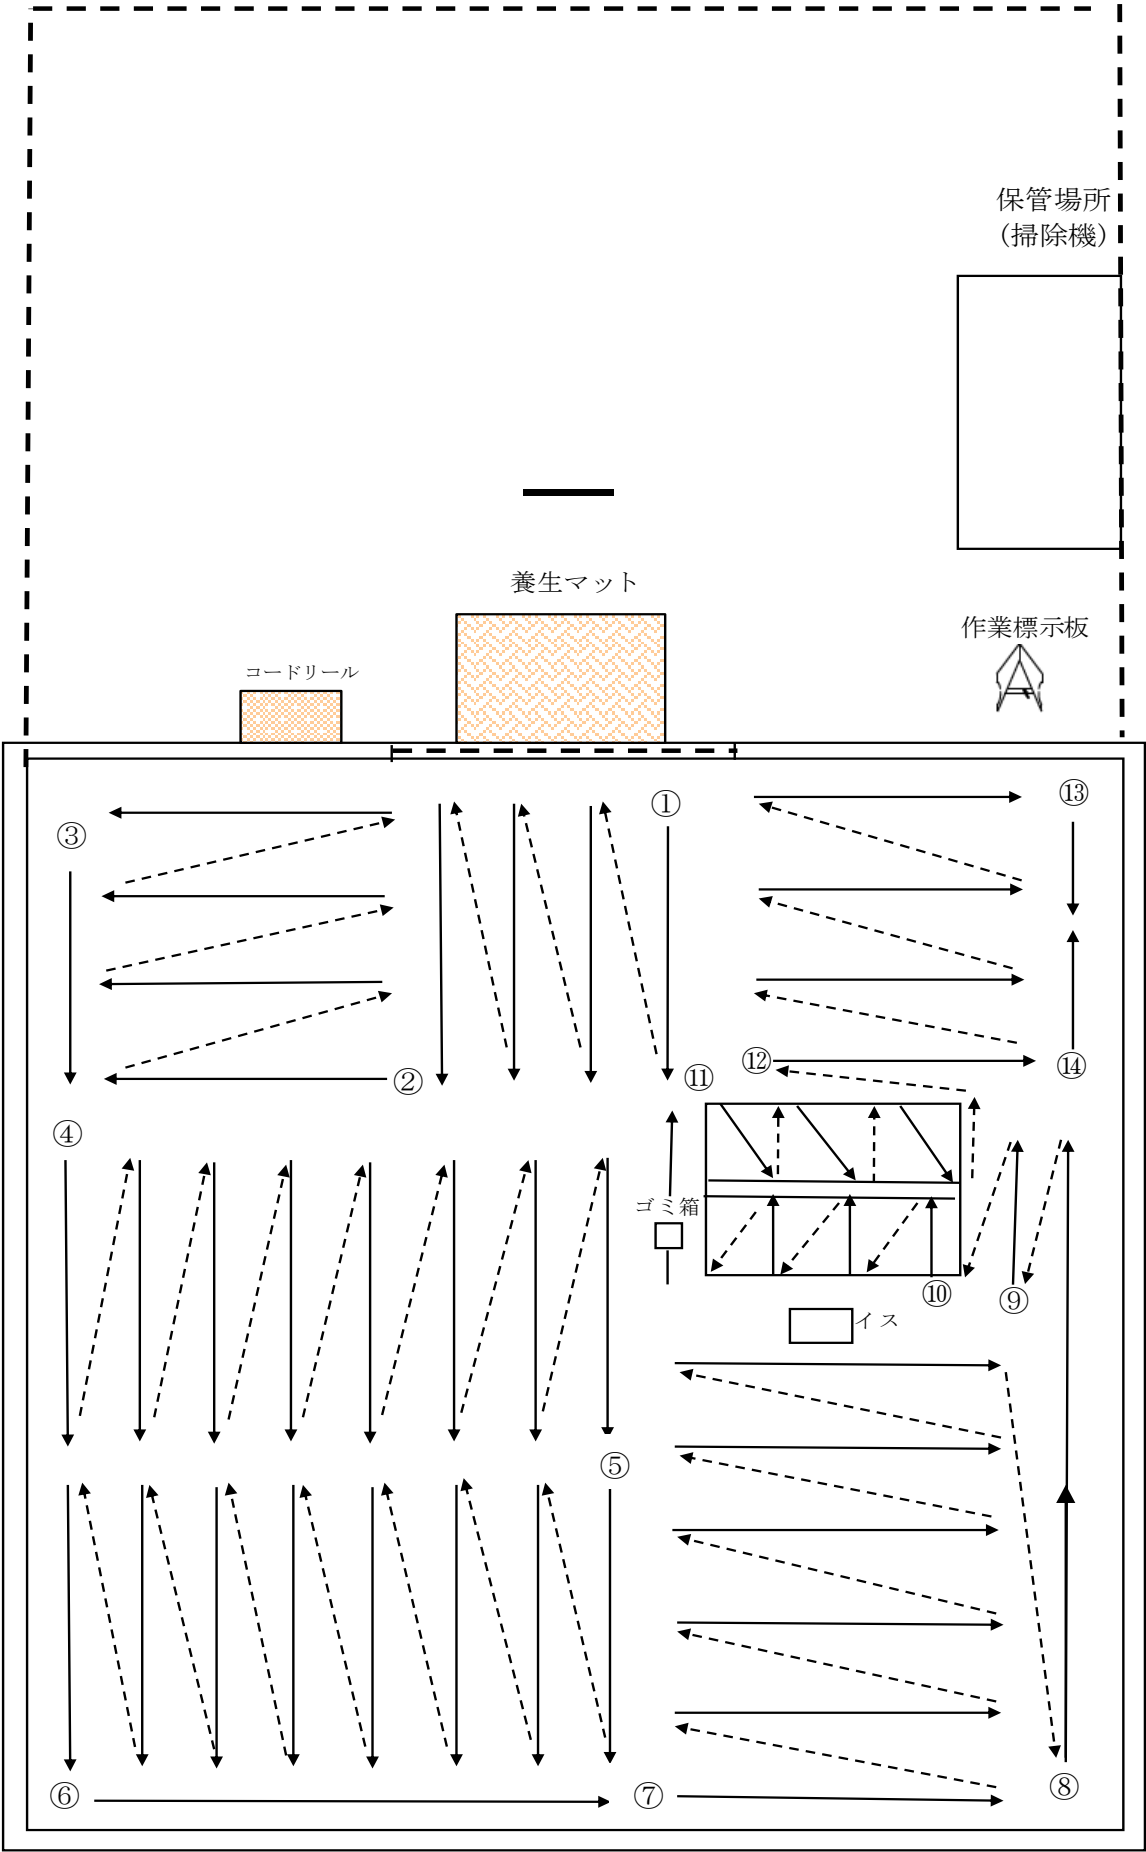 保管場所
（掃除機）
養生マット
作業標示板
コードリール
①
⑬
③
⑫
⑭
⑪
②
④
ゴミ箱
⑩
⑨
イス
⑤
⑧
⑥
⑦